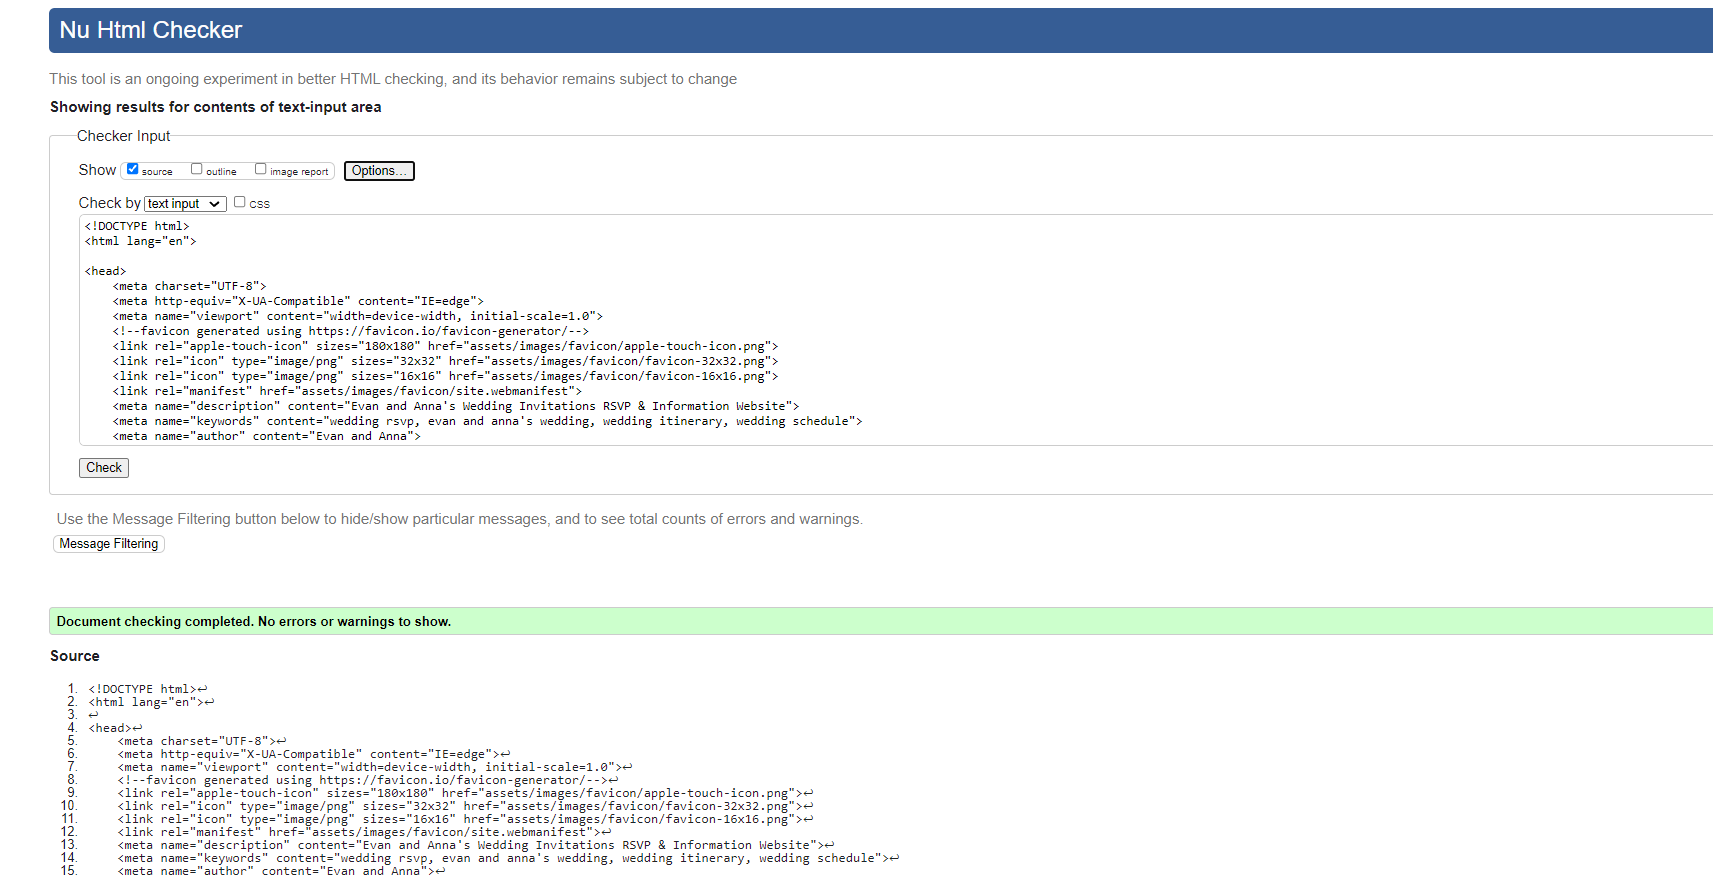 Nu Html Checker
This tool is an ongoing experiment in better HTML checking, and its behavior remains subject to change
Showing results for contents of text-input area
Checker Input
Show source outline image report Options...
Check by text input css
<!DOCTYPE html>
<html lang="en">
<head>
<meta charset="UTF-8">
<meta http-equiv="X-UA-Compatible" content="IE=edge">
<meta name="viewport" content="width=device-width, initial-scale=1.0">
<!--favicon generated using https://favicon.io/favicon-generator/-->
<link rel="apple-touch-icon" sizes="180x180" href="assets/images/favicon/apple-touch-icon.png">
<link rel="icon" type="image/png" sizes="32x32" href="assets/images/favicon/favicon-32x32.png">
<link rel="icon" type="image/png" sizes="16x16" href="assets/images/favicon/favicon-16x16.png">
<link rel="manifest" href="assets/images/favicon/site.webmanifest">
<meta name="description" content="Evan and Anna's Wedding Invitations RSVP & Information Website">
<meta name="keywords" content="wedding rsvp, evan and anna's wedding, wedding itinerary, wedding schedule">
<meta name="author" content="Evan and Anna">
Check
Use the Message Filtering button below to hide/show particular messages, and to see total counts of errors and warnings.
Message Filtering
Document checking completed. No errors or warnings to show.
Source
1. <!DOCTYPE html>↩
2. <html lang="en">↩
3. ↩
4. <head>↩
5. <meta charset="UTF-8">↩
6. <meta http-equiv="X-UA-Compatible" content="IE=edge">↩
7. <meta name="viewport" content="width=device-width, initial-scale=1.0">↩
8. <!--favicon generated using https://favicon.io/favicon-generator/-->↩
9. <link rel="apple-touch-icon" sizes="180x180" href="assets/images/favicon/apple-touch-icon.png">↩
10. <link rel="icon" type="image/png" sizes="32x32" href="assets/images/favicon/favicon-32x32.png">↩
11. <link rel="icon" type="image/png" sizes="16x16" href="assets/images/favicon/favicon-16x16.png">↩
12. <link rel="manifest" href="assets/images/favicon/site.webmanifest">↩
13. <meta name="description" content="Evan and Anna's Wedding Invitations RSVP & Information Website">↩
14. <meta name="keywords" content="wedding rsvp, evan and anna's wedding, wedding itinerary, wedding schedule">↩
15. <meta name="author" content="Evan and Anna">↩